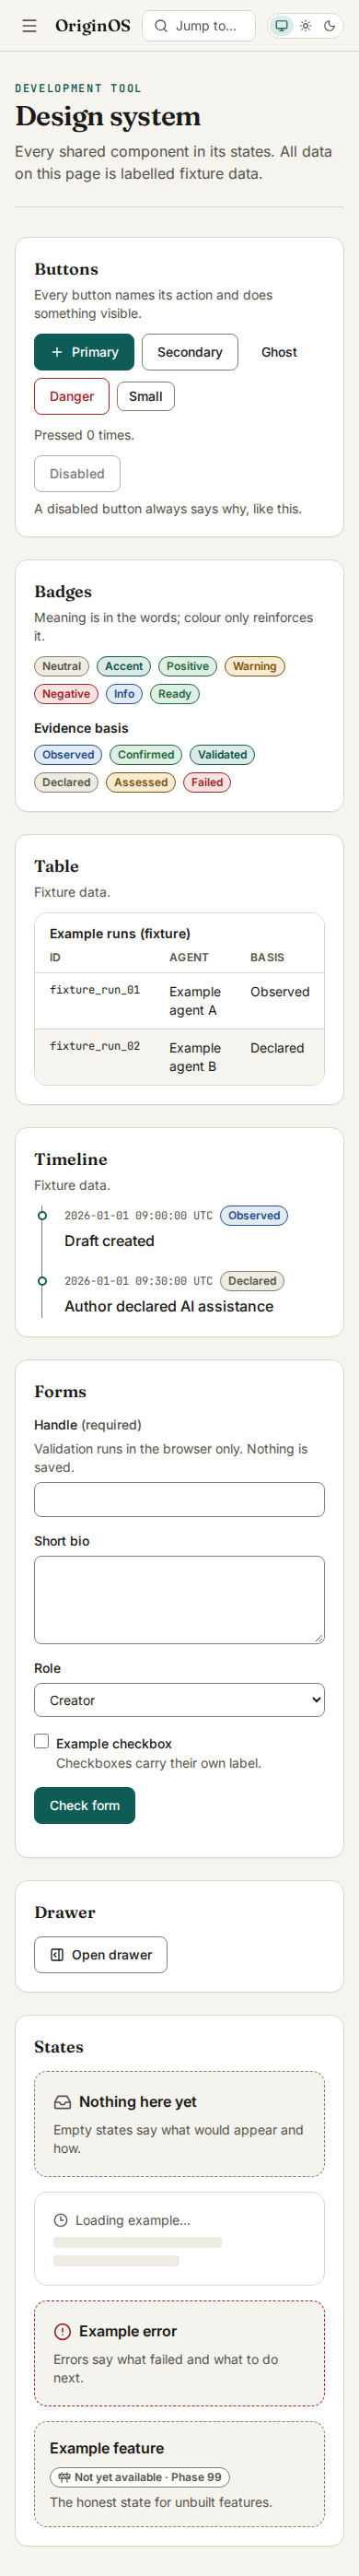 OriginOS Jump to...
DEVELOPMENT TOOL
Design system
Every shared component in its states. All data
on this page is labelled fixture data.
Buttons
Every button names its action and does
something visible.
Primary Secondary Ghost
Danger Small
Pressed 0 times.
Disabled
A disabled button always says why, like this.
Badges
Meaning is in the words; colour only reinforces
it.
Neutral Accent Positive Warning
Negative Info Ready
Evidence basis
Observed Confirmed Validated
Declared Assessed Failed
Table
Fixture data.
Example runs (fixture)
ID AGENT BASIS
fixture_run_01 Example Observed
agent A
fixture_run_02 Example Declared
agent B
Timeline
Fixture data.
2026-01-01 09:00:00 UTC Observed
Draft created
2026-01-01 09:30:00 UTC Declared
Author declared AI assistance
Forms
Handle (required)
Validation runs in the browser only. Nothing is
saved.
Short bio
Role
Creator
Example checkbox
Checkboxes carry their own label.
Check form
Drawer
Open drawer
States
Nothing here yet
Empty states say what would appear and
how.
Loading example...
Example error
Errors say what failed and what to do
next.
Example feature
Not yet available · Phase 99
The honest state for unbuilt features.